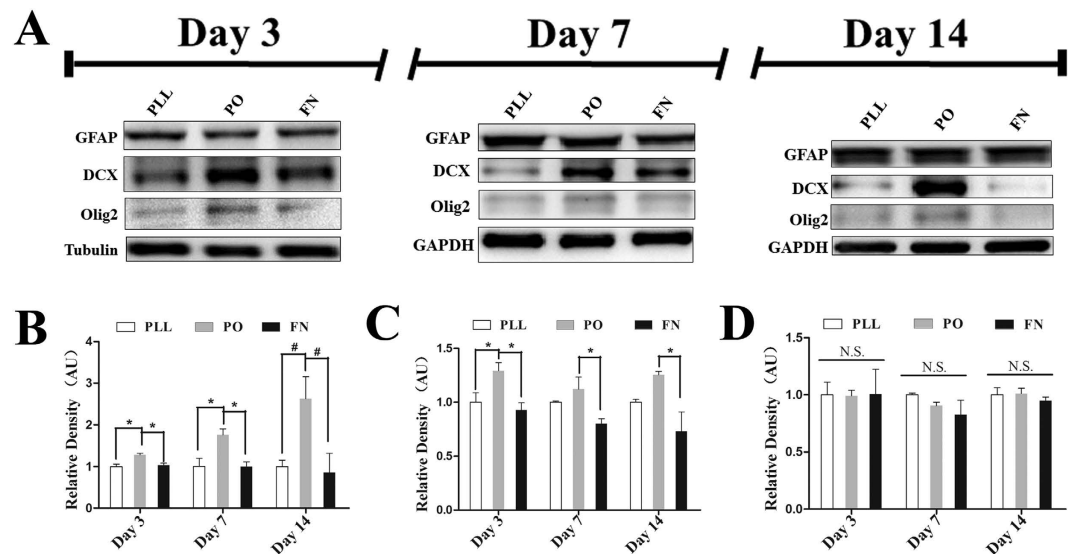 A
Day 3 Day 7 Day 14
PLL PO FN PLL PO FN PLL PO FN
GFAP
DCX
Olig2
Tubulin
GFAP
DCX
Olig2
GAPDH
GFAP
DCX
Olig2
GAPDH
B
PLL PO FN
Relative Density (AU)
4
3
2
1
0
* * * * # #
Day 3 Day 7 Day 14
C
PLL PO FN
Relative Density (AU)
1.5
1.0
0.5
0.0
* * * *
Day 3 Day 7 Day 14
D
PLL PO FN
Relative Density (AU)
1.5
1.0
0.5
0.0
N.S. N.S. N.S.
Day 3 Day 7 Day 14